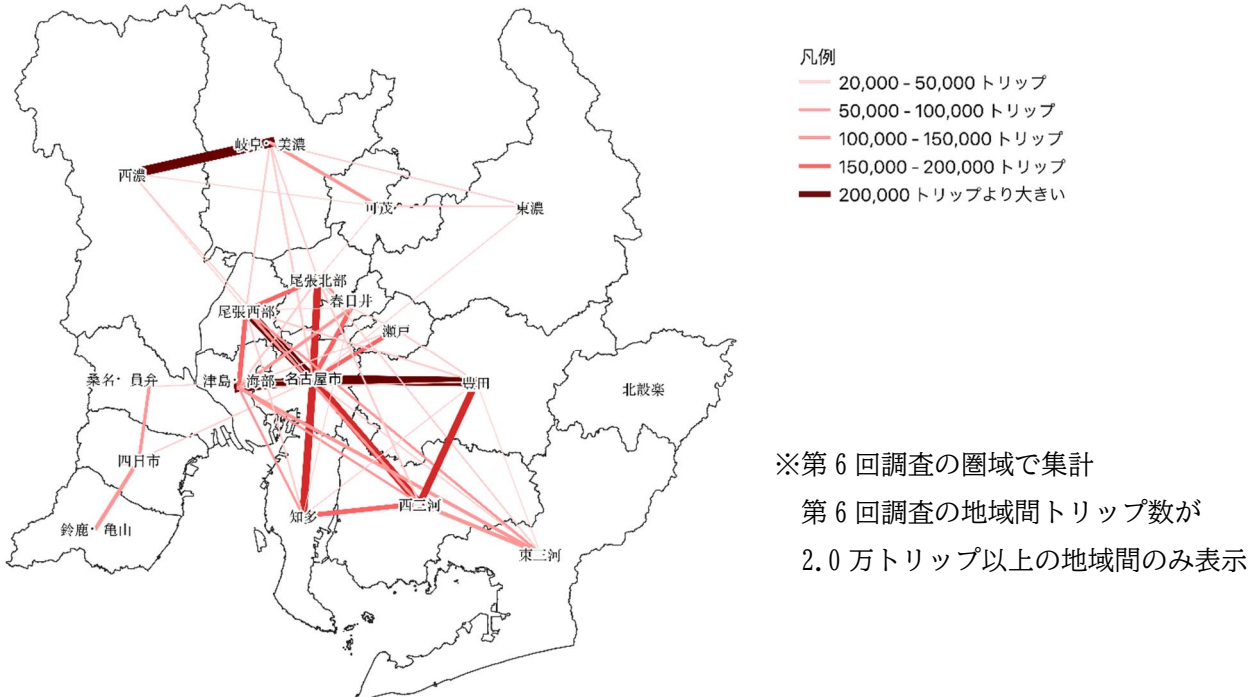 凡例
20,000 - 50,000 トリップ
50,000 - 100,000 トリップ
100,000 - 150,000 トリップ
150,000 - 200,000 トリップ
200,000 トリップより大きい
岐阜・美濃
西濃
可茂
東濃
尾張北部
春日井
尾張西部
瀬戸
桑名・員弁
津島・海部
名古屋市
豊田
北設楽
四日市
鈴鹿・亀山
知多
西三河
東三河
※第6回調査の圏域で集計
第6回調査の地域間トリップ数が
2.0 万トリップ以上の地域間のみ表示